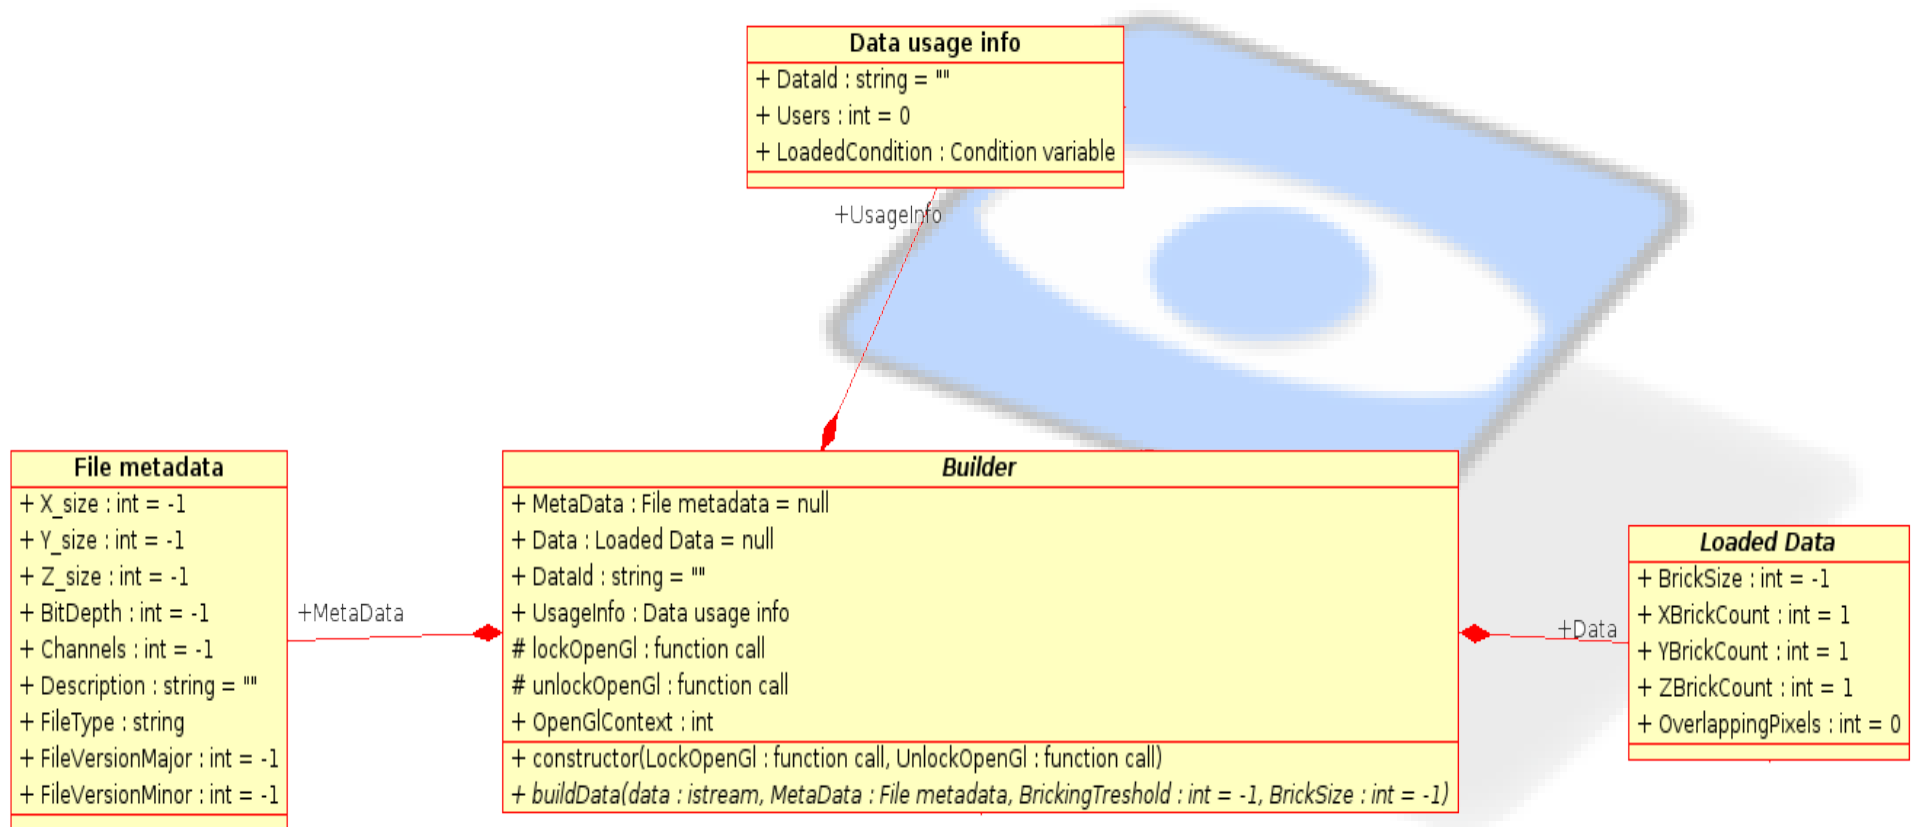 Data usage info
+ DataId : string = ""
+ Users : int = 0
+ LoadedCondition : Condition variable
+UsageInfo
File metadata
+ X_size : int = -1
+ Y_size : int = -1
+ Z_size : int = -1
+ BitDepth : int = -1
+ Channels : int = -1
+ Description : string = ""
+ FileType : string
+ FileVersionMajor : int = -1
+ FileVersionMinor : int = -1
+MetaData
Builder
+ MetaData : File metadata = null
+ Data : Loaded Data = null
+ DataId : string = ""
+ UsageInfo : Data usage info
# lockOpenGl : function call
# unlockOpenGl : function call
+ OpenGlContext : int
+ constructor(LockOpenGl : function call, UnlockOpenGl : function call)
+ buildData(data : istream, MetaData : File metadata, BrickingTreshold : int = -1, BrickSize : int = -1)
+Data
Loaded Data
+ BrickSize : int = -1
+ XBrickCount : int = 1
+ YBrickCount : int = 1
+ ZBrickCount : int = 1
+ OverlappingPixels : int = 0